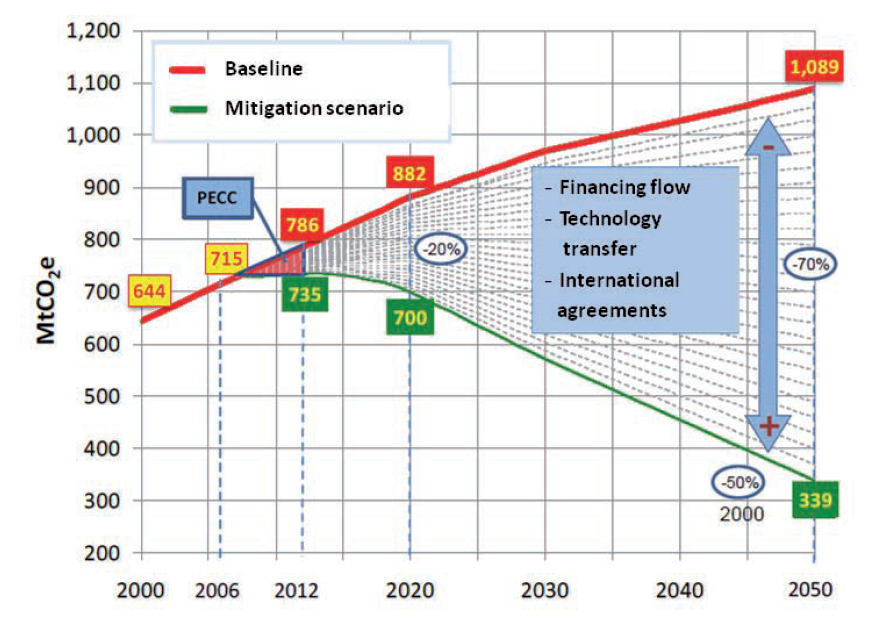 1,200
1,100
1,000
900
800
700
600
500
400
300
200
MtCO₂e
Baseline
Mitigation scenario
PECC
644
715
786
735
882
700
1,089
339
-20%
-70%
-50%
2000
- Financing flow
- Technology
transfer
- International
agreements
-
+
2000 2006 2012 2020 2030 2040 2050